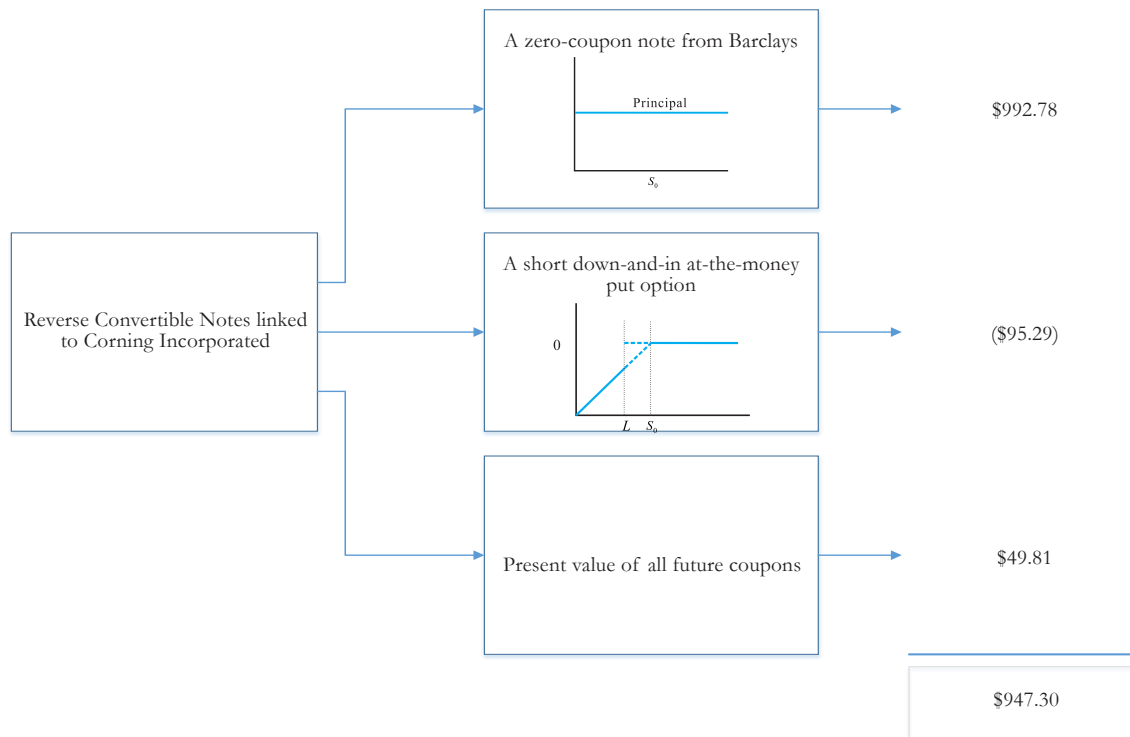 A zero-coupon note from Barclays
Principal
S₀
$992.78
Reverse Convertible Notes linked
to Corning Incorporated
A short down-and-in at-the-money
put option
0
L S₀
($95.29)
Present value of all future coupons
$49.81
$947.30